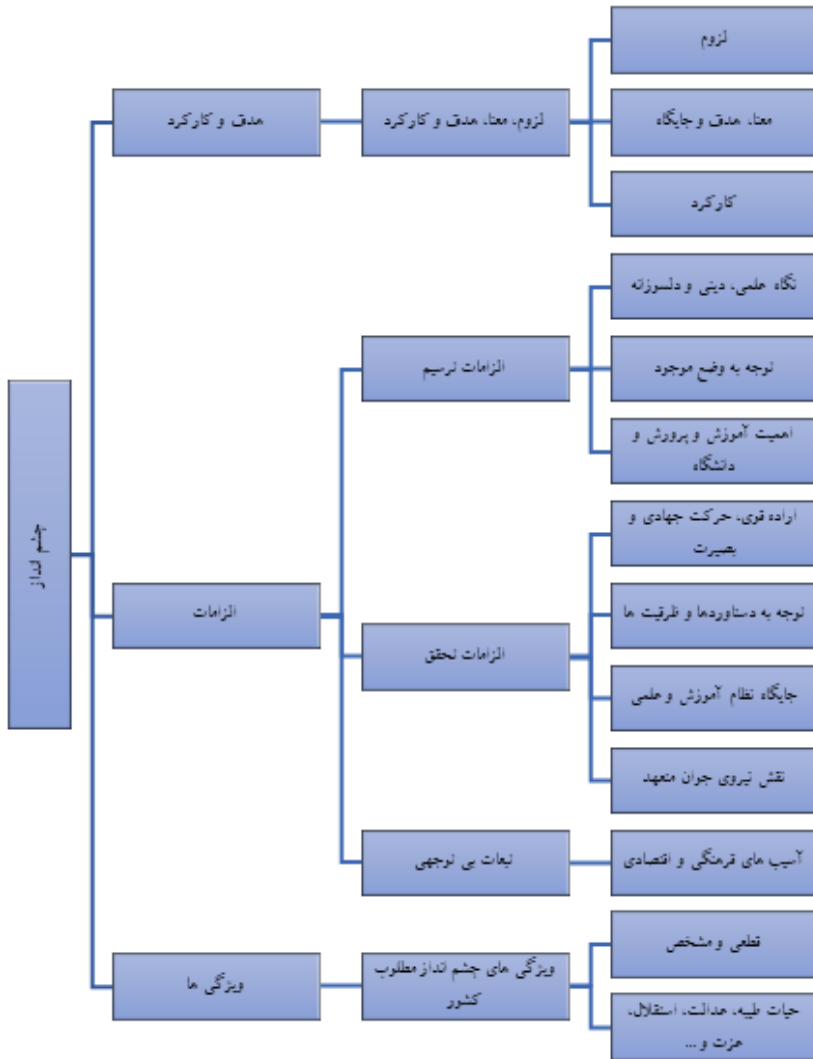 چشم انداز
هدف و کارکرد
لزوم، معنا، هدف و کارکرد
لزوم
معنا، هدف و جایگاه
کارکرد
الزامات
الزامات ترسیم
نگاه علمی، دینی و دلسوزانه
توجه به وضع موجود
اهمیت آموزش و پرورش و
دانشگاه
الزامات تحقق
اراده قوی، حرکت جهادی و
بصیرت
توجه به دستاوردها و ظرفیت ها
جایگاه نظام آموزش و علمی
نقش نیروی جوان متعهد
تبعات بی توجهی
آسیب های فرهنگی و اقتصادی
ویژگی ها
ویژگی های چشم انداز مطلوب
کشور
قطعی و مشخص
حیات طیبه، عدالت، استقلال،
عزت و ...